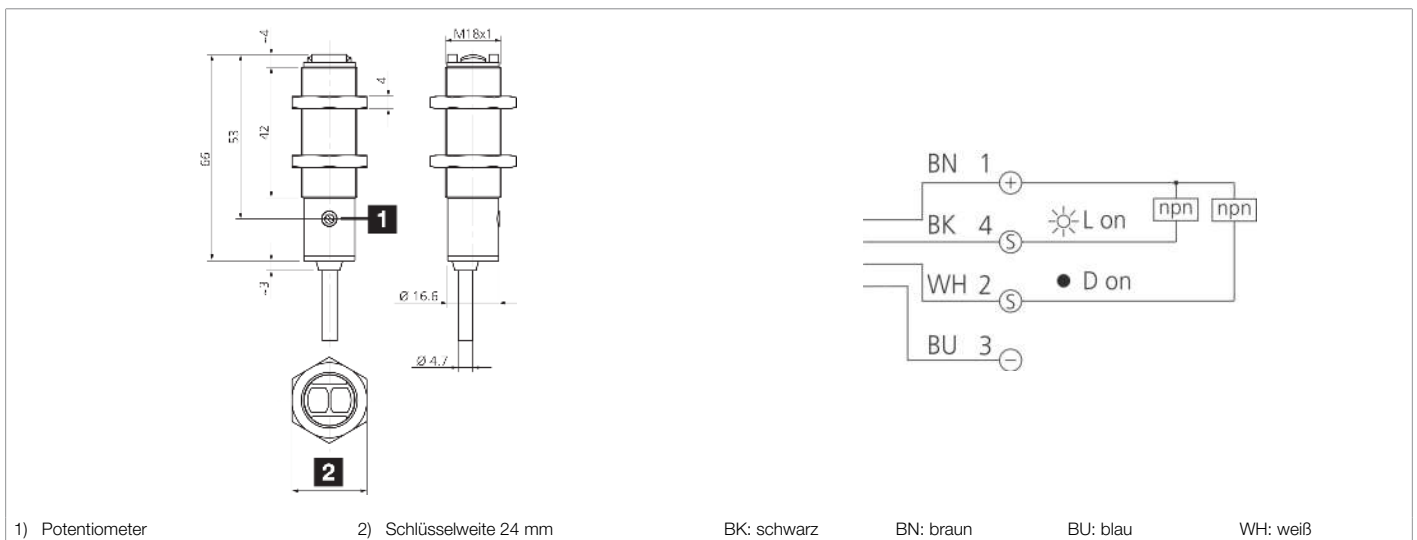 ~4
M18x1
4
42
53
66
1
~3
Ø 16.6
Ø 4.7
2
BN 1 +
npn npn
BK 4 S L on
WH 2 S D on
BU 3 −
1) Potentiometer 2) Schlüsselweite 24 mm BK: schwarz BN: braun BU: blau WH: weiß